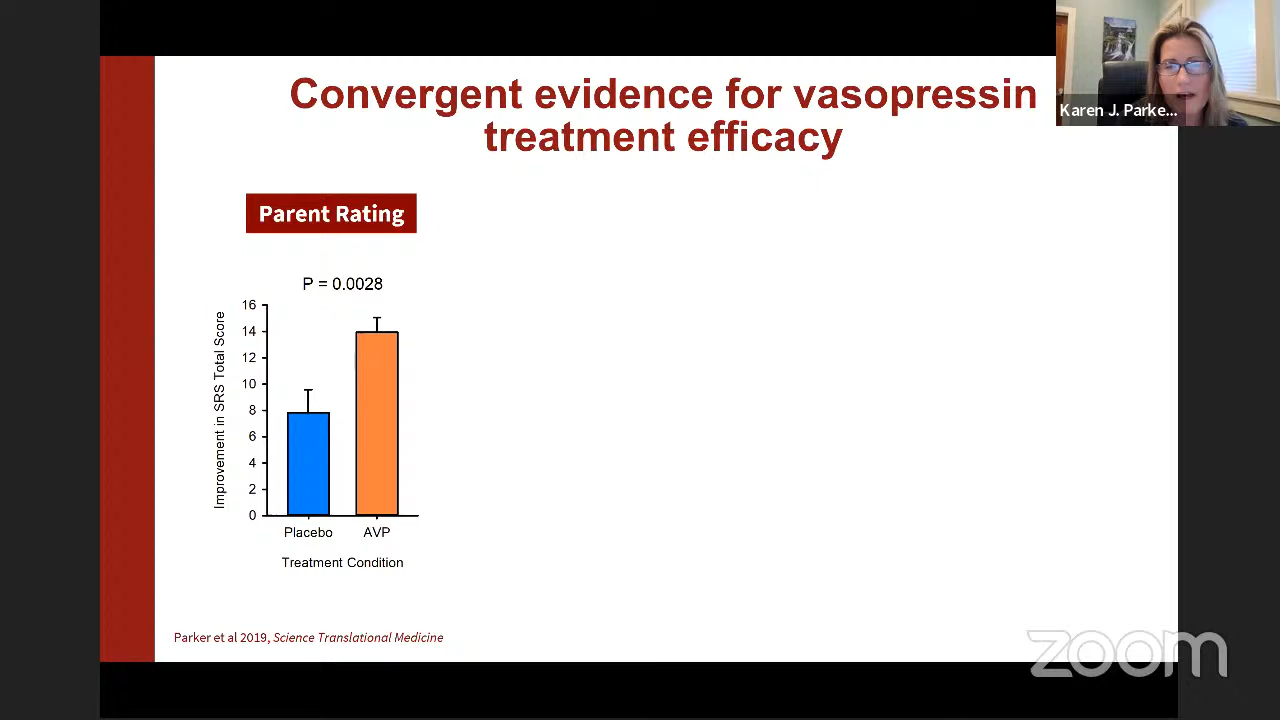 Convergent evidence for vasopressin
treatment efficacy
Karen J. Parke...
Parent Rating
P = 0.0028
Improvement in SRS Total Score
16
14
12
10
8
6
4
2
0
Placebo
AVP
Treatment Condition
Parker et al 2019, Science Translational Medicine
zoom